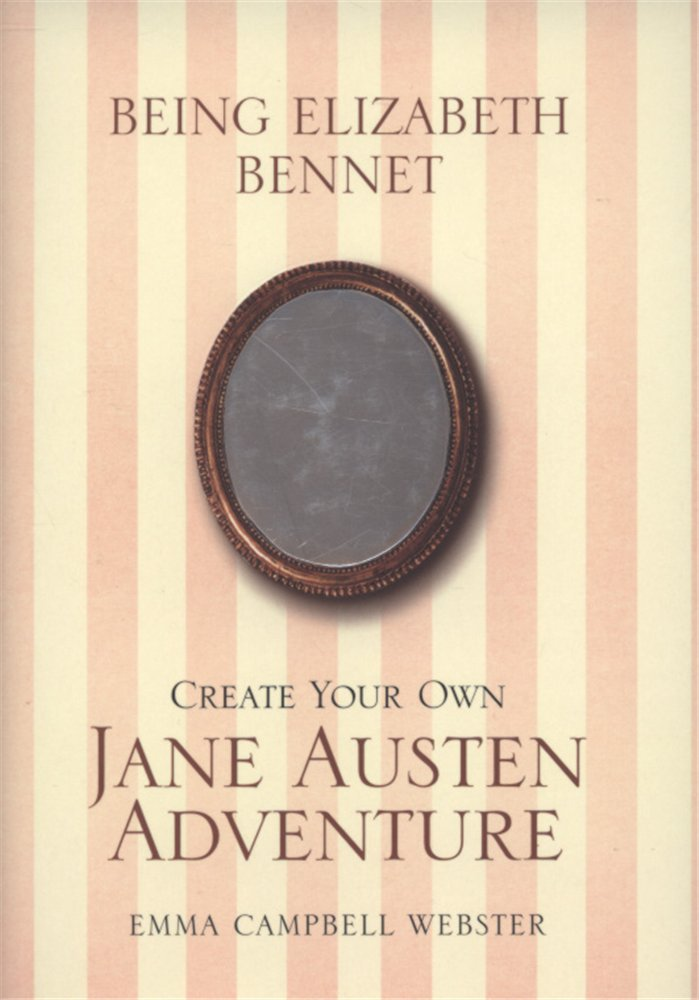 BEING ELIZABETH
BENNET
CREATE YOUR OWN
JANE AUSTEN
ADVENTURE
EMMA CAMPBELL WEBSTER